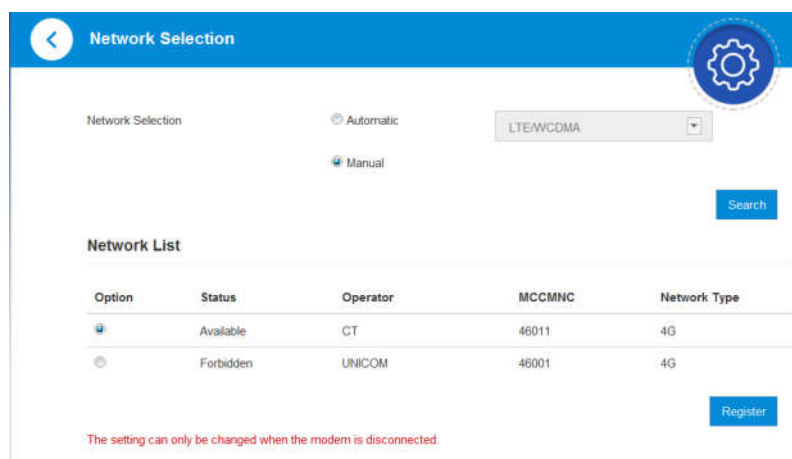 Network Selection
Network Selection Automatic LTE/WCDMA
Manual
Search
Network List
Option Status Operator MCCMNC Network Type
Available CT 46011 4G
Forbidden UNICOM 46001 4G
Register
The setting can only be changed when the modem is disconnected.